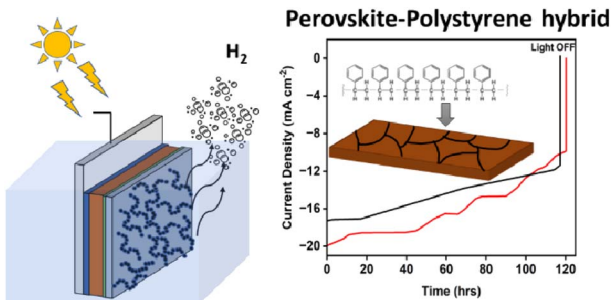 Perovskite-Polystyrene hybrid
H2
Light OFF
Current Density (mA cm-2)
0
-4
-8
-12
-16
-20
0 20 40 60 80 100 120
Time (hrs)